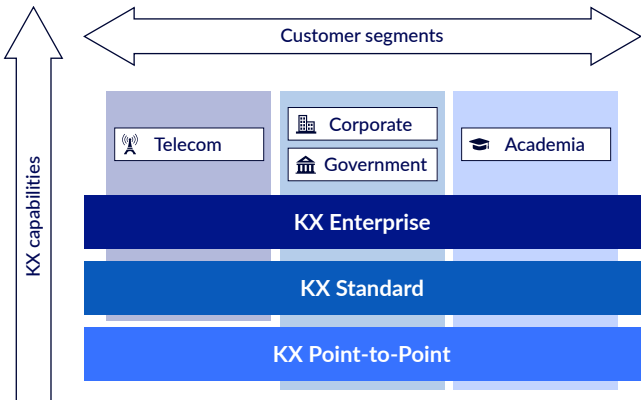 Customer segments
KX capabilities
Telecom
Corporate
Government
Academia
KX Enterprise
KX Standard
KX Point-to-Point